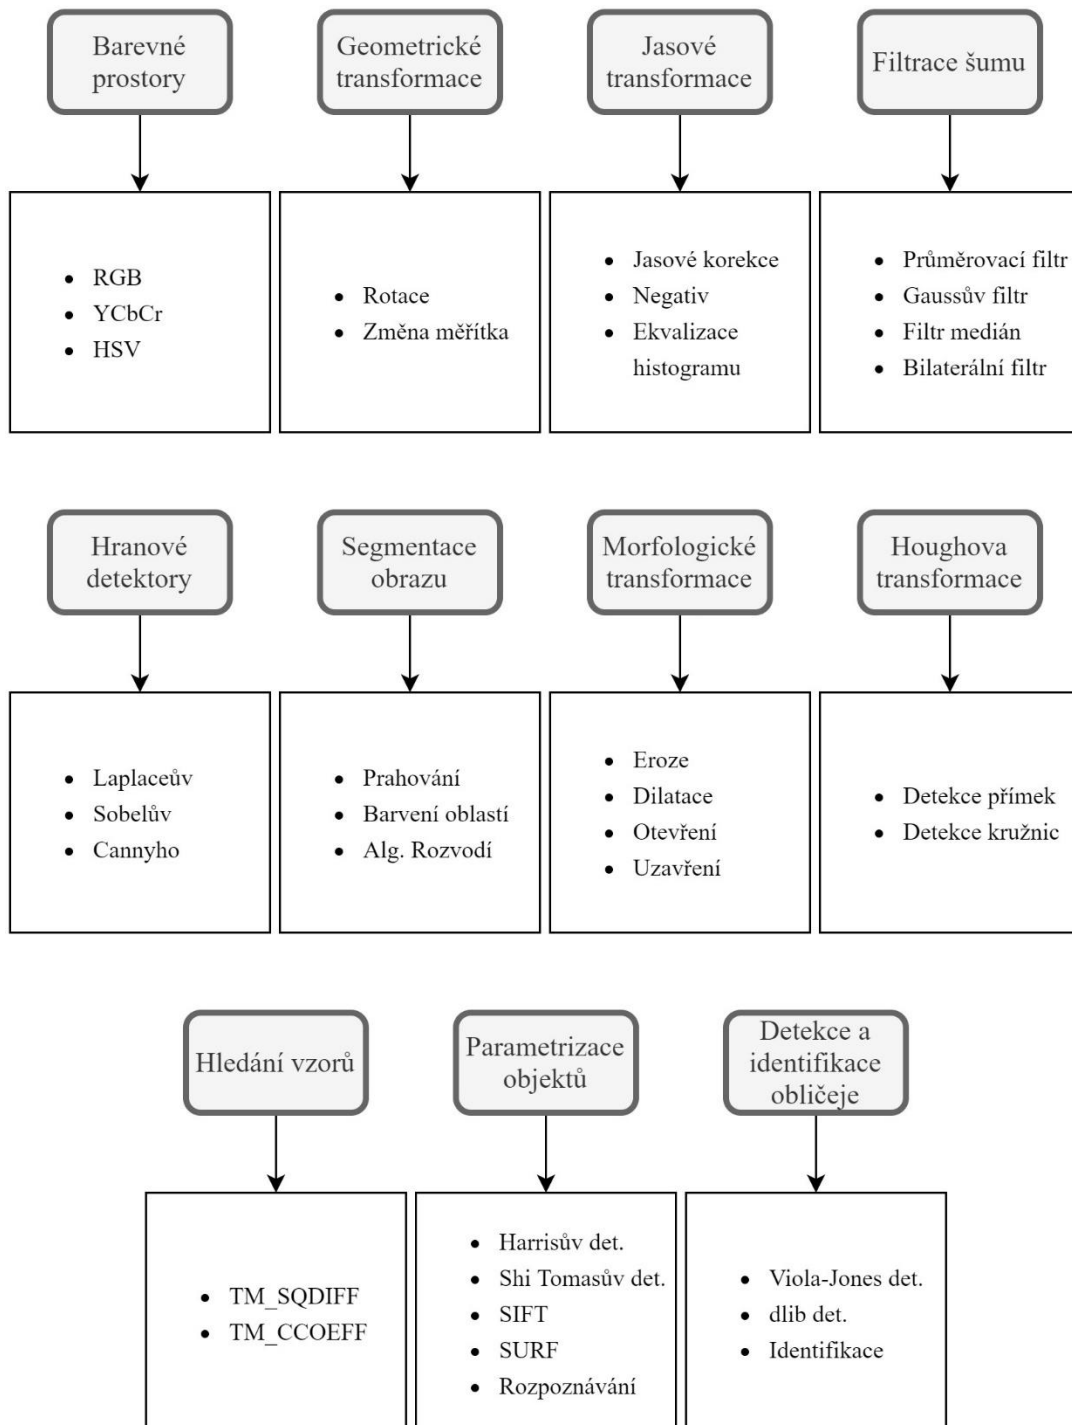 Barevné
prostory
Geometrické
transformace
Jasové
transformace
Filtrace šumu
RGB
YCbCr
HSV
Rotace
Změna měřítka
Jasové korekce
Negativ
Ekvalizace
histogramu
Průměrovací filtr
Gaussův filtr
Filtr medián
Bilaterální filtr
Hranové
detektory
Segmentace
obrazu
Morfologické
transformace
Houghova
transformace
Laplaceův
Sobelův
Cannyho
Prahování
Barvení oblastí
Alg. Rozvodí
Eroze
Dilatace
Otevření
Uzavření
Detekce přímek
Detekce kružnic
Hledání vzorů
Parametrizace
objektů
Detekce a
identifikace
obličeje
TM_SQDIFF
TM_CCOEFF
Harrisův det.
Shi Tomasův det.
SIFT
SURF
Rozpoznávání
Viola-Jones det.
dlib det.
Identifikace